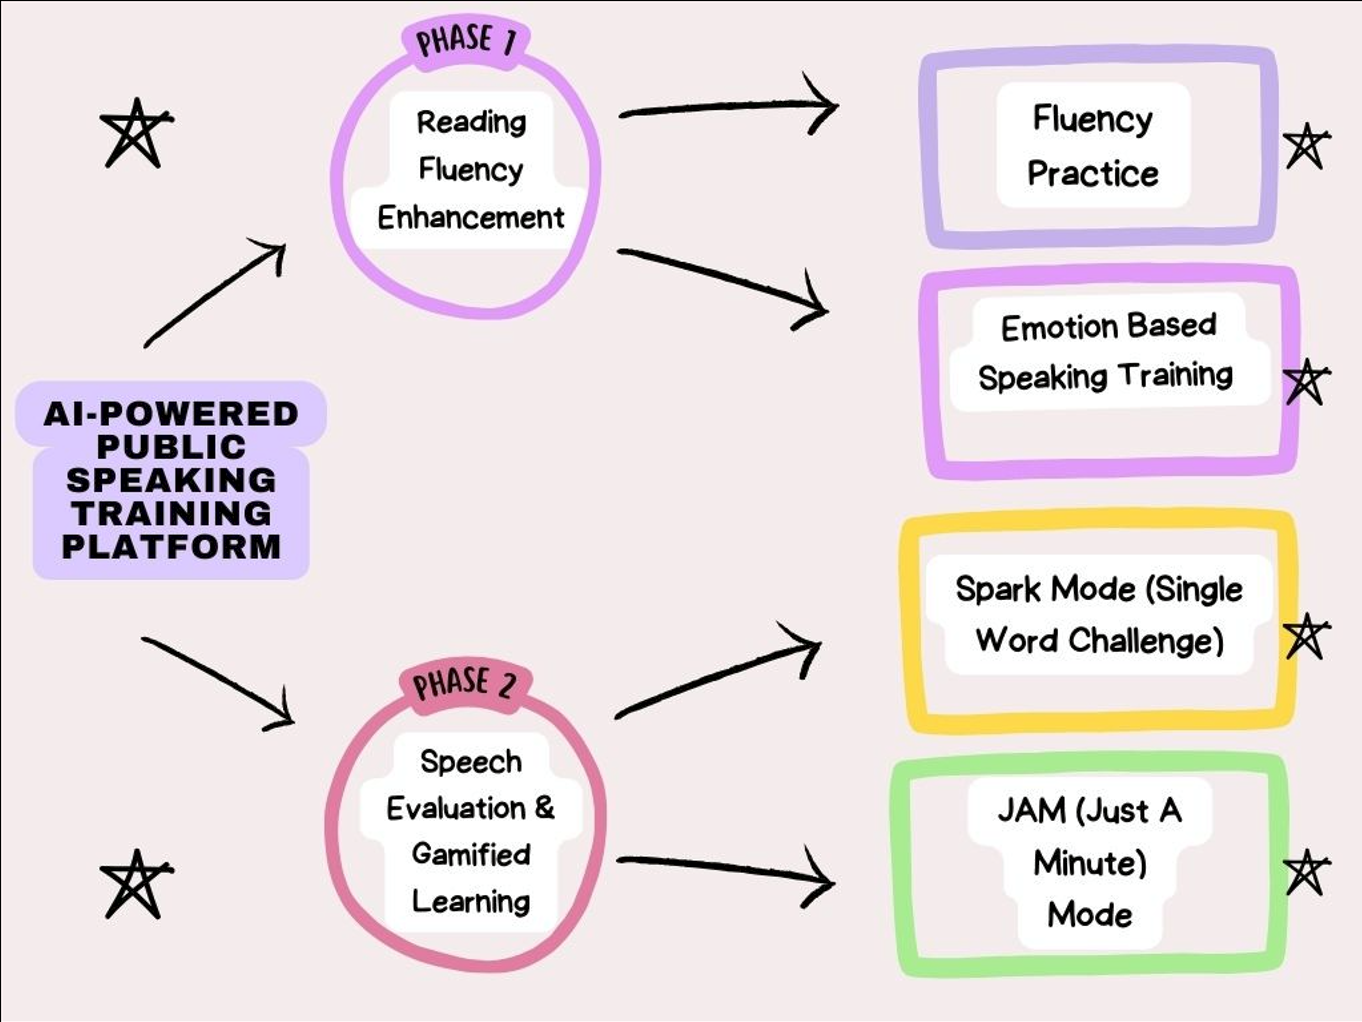 PHASE 1
Reading
Fluency
Enhancement
Fluency
Practice
Emotion Based
Speaking Training
AI-POWERED
PUBLIC
SPEAKING
TRAINING
PLATFORM
Spark Mode (Single
Word Challenge)
PHASE 2
Speech
Evaluation &
Gamified
Learning
JAM (Just A
Minute)
Mode